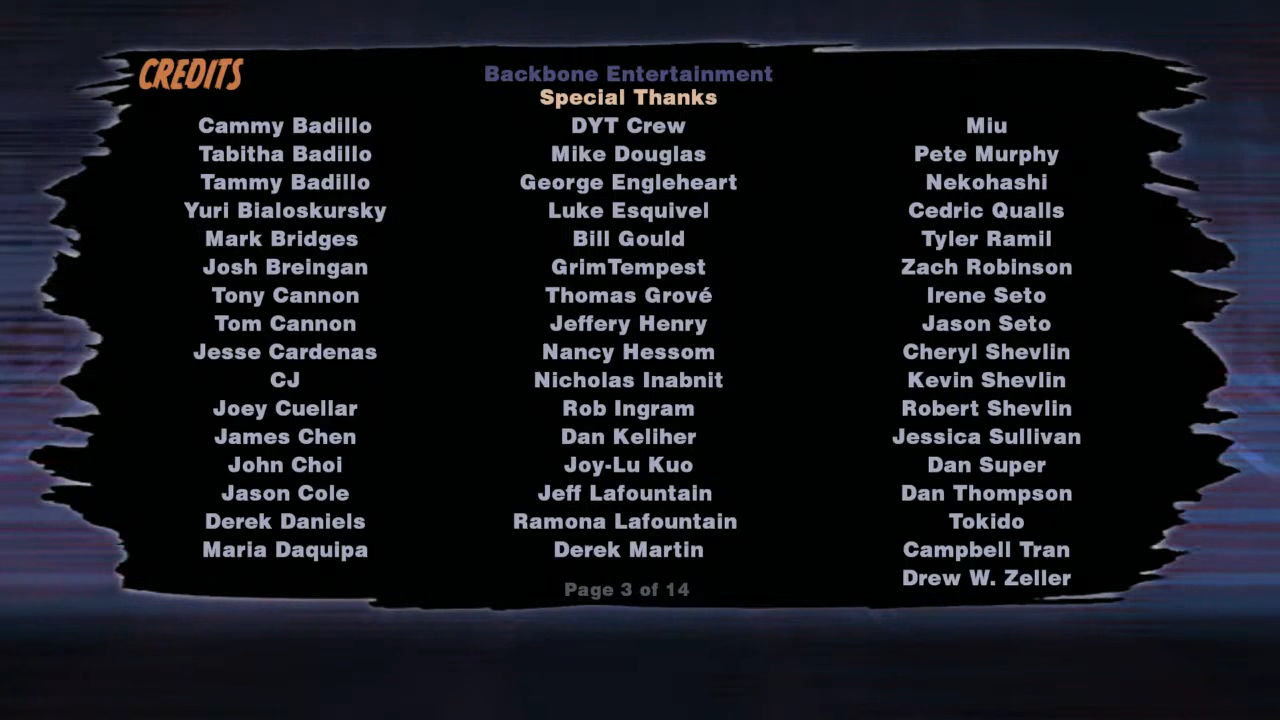 CREDITS
Backbone Entertainment
Special Thanks
Cammy Badillo
Tabitha Badillo
Tammy Badillo
Yuri Bialoskursky
Mark Bridges
Josh Breingan
Tony Cannon
Tom Cannon
Jesse Cardenas
CJ
Joey Cuellar
James Chen
John Choi
Jason Cole
Derek Daniels
Maria Daquipa
DYT Crew
Mike Douglas
George Engleheart
Luke Esquivel
Bill Gould
GrimTempest
Thomas Grové
Jeffery Henry
Nancy Hessom
Nicholas Inabnit
Rob Ingram
Dan Keliher
Joy-Lu Kuo
Jeff Lafountain
Ramona Lafountain
Derek Martin
Miu
Pete Murphy
Nekohashi
Cedric Qualls
Tyler Ramil
Zach Robinson
Irene Seto
Jason Seto
Cheryl Shevlin
Kevin Shevlin
Robert Shevlin
Jessica Sullivan
Dan Super
Dan Thompson
Tokido
Campbell Tran
Drew W. Zeller
Page 3 of 14